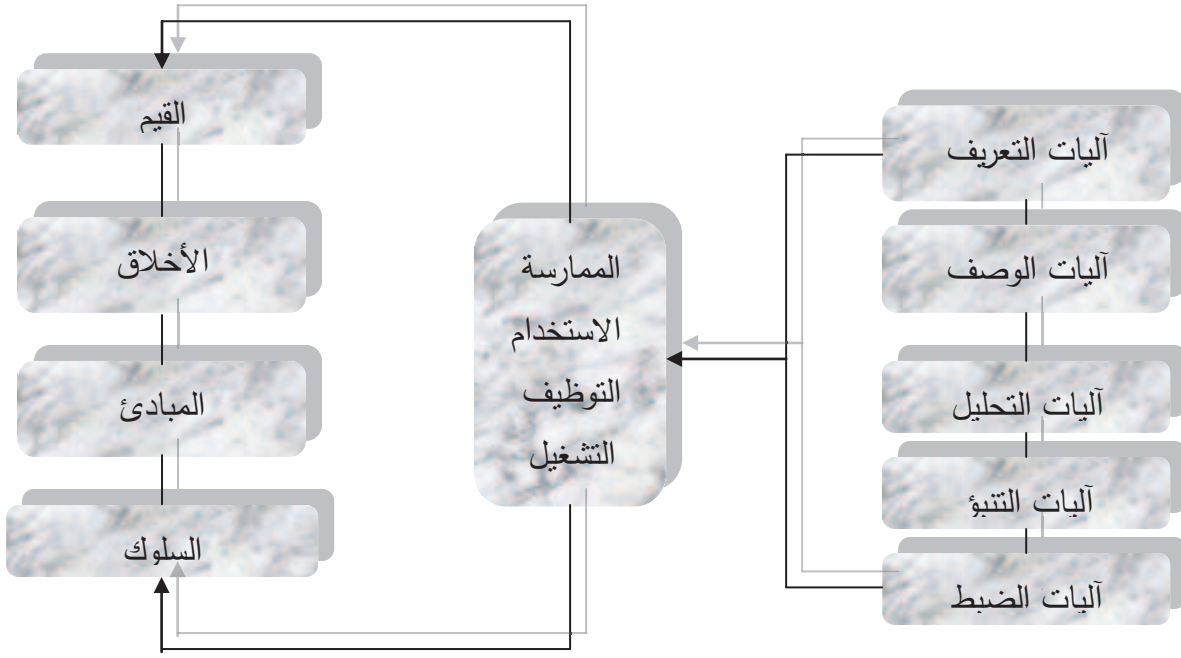 آليات التعريف
آليات الوصف
آليات التحليل
آليات التنبؤ
آليات الضبط
الممارسة
الاستخدام
التوظيف
التشغيل
القيم
الأخلاق
المبادئ
السلوك